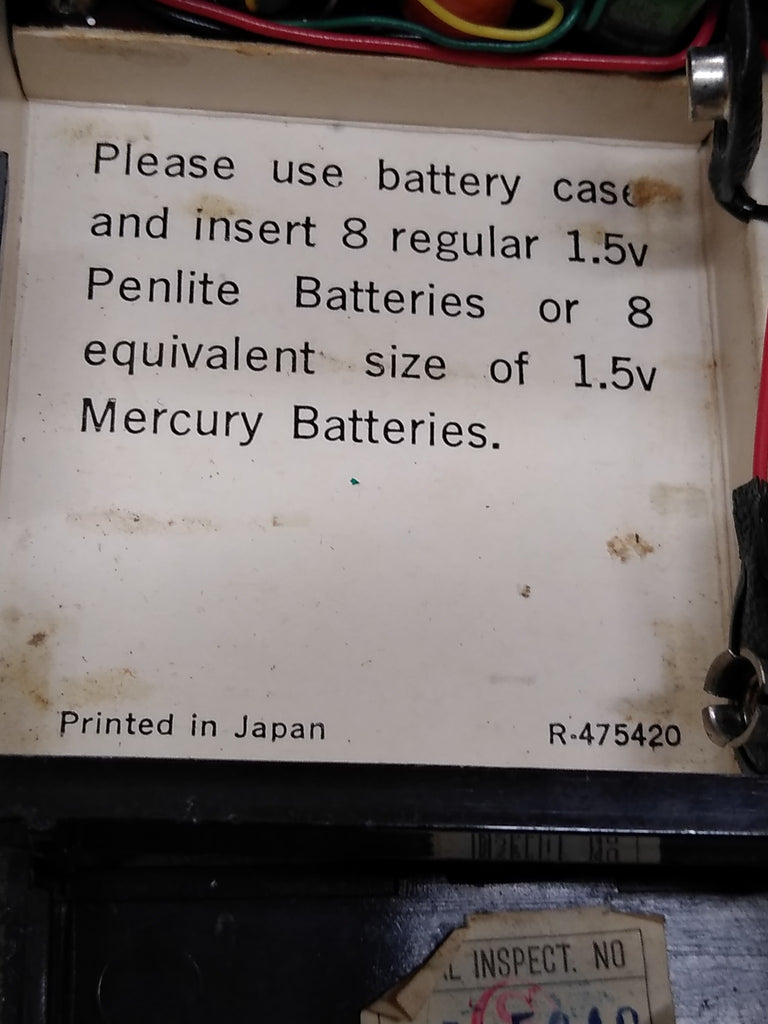 Please use battery case
and insert 8 regular 1.5v
Penlite Batteries or 8
equivalent size of 1.5v
Mercury Batteries.
Printed in Japan
R-475420
INSPECT. NO